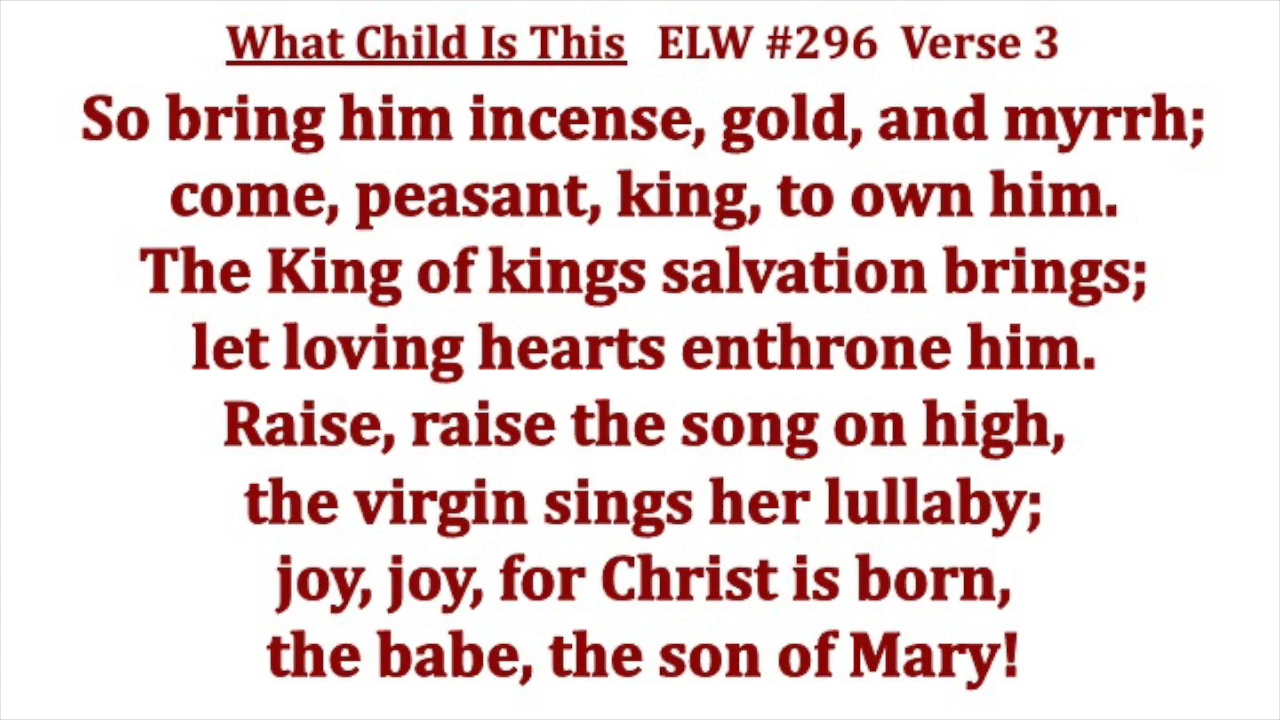 What Child Is This ELW #296 Verse 3
So bring him incense, gold, and myrrh;
come, peasant, king, to own him.
The King of kings salvation brings;
let loving hearts enthrone him.
Raise, raise the song on high,
the virgin sings her lullaby;
joy, joy, for Christ is born,
the babe, the son of Mary!